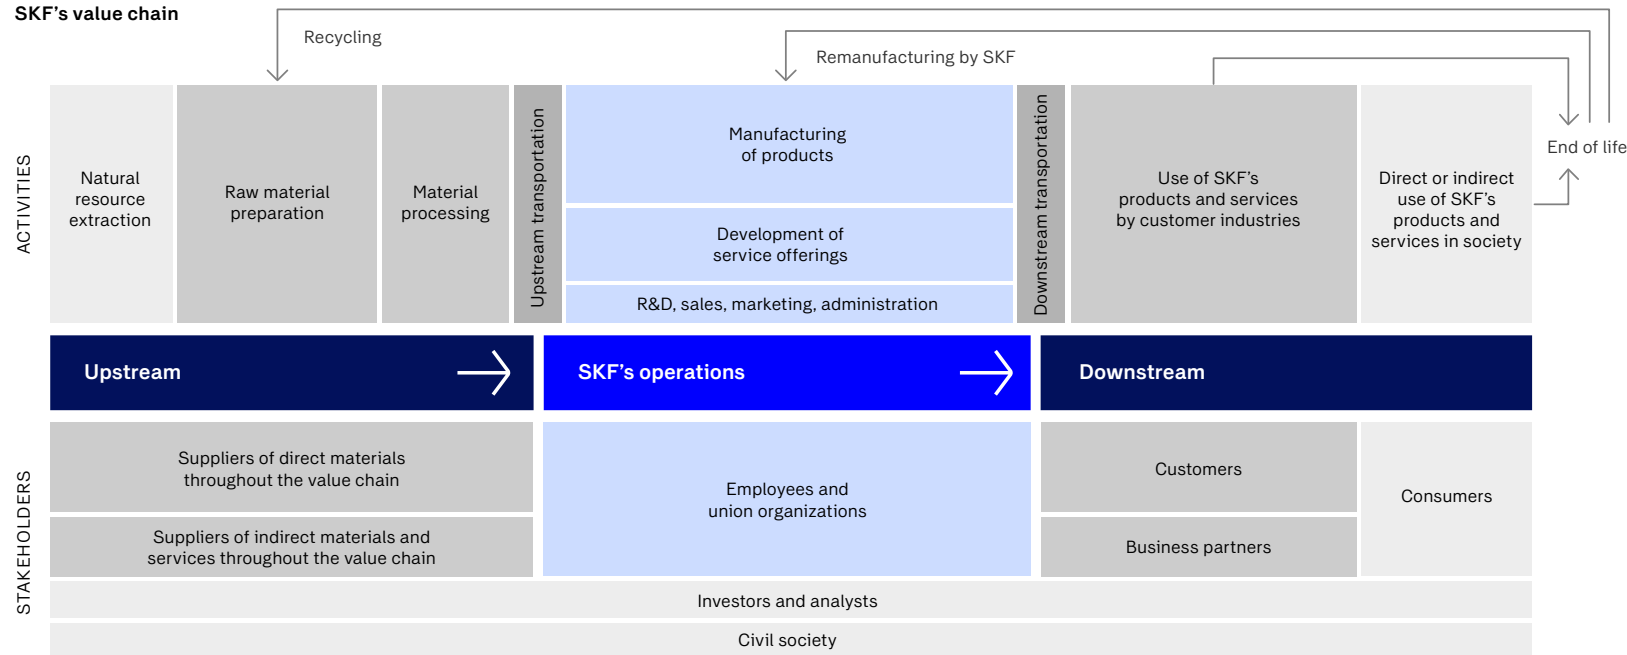 SKF's value chain
Recycling
Remanufacturing by SKF
ACTIVITIES
Natural
resource
extraction
Raw material
preparation
Material
processing
Upstream transportation
Manufacturing
of products
Development of
service offerings
R&D, sales, marketing, administration
Downstream transportation
Use of SKF's
products and services
by customer industries
Direct or indirect
use of SKF's
products and
services in society
End of life
Upstream
SKF's operations
Downstream
STAKEHOLDERS
Suppliers of direct materials
throughout the value chain
Suppliers of indirect materials and
services throughout the value chain
Employees and
union organizations
Customers
Business partners
Consumers
Investors and analysts
Civil society